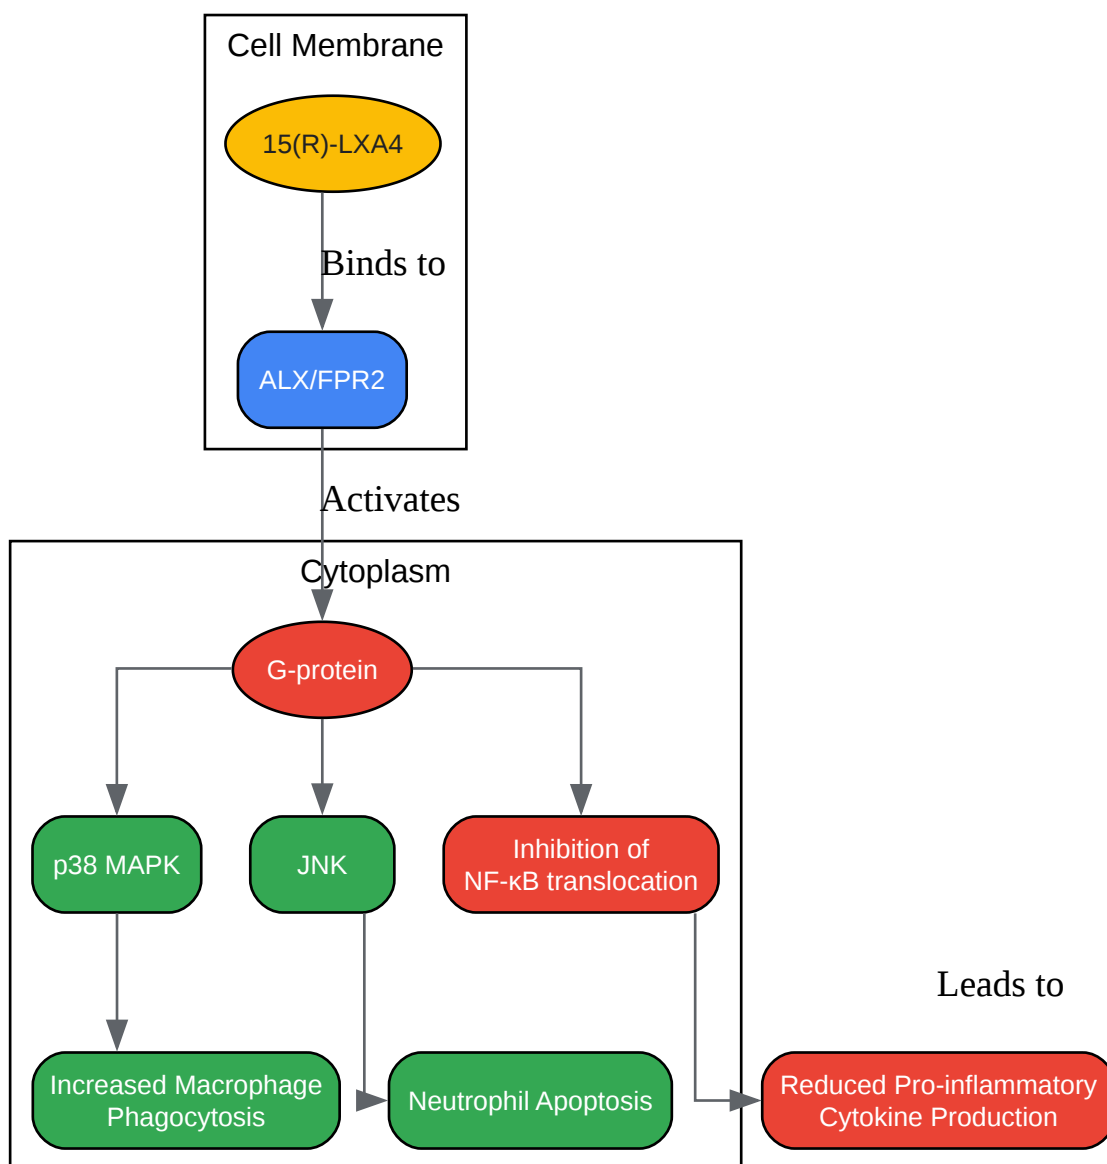 Cell Membrane
15(R)-LXA4
Binds to
ALX/FPR2
Activates
Cytoplasm
G-protein
p38 MAPK
JNK
Inhibition of
NF-κB translocation
Leads to
Increased Macrophage
Phagocytosis
Neutrophil Apoptosis
Reduced Pro-inflammatory
Cytokine Production